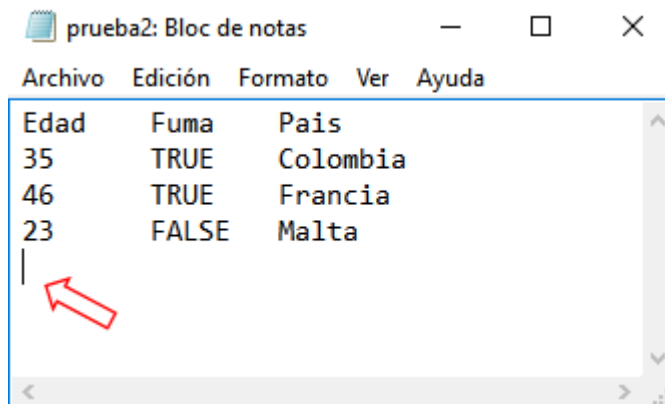 prueba2: Bloc de notas
Archivo Edición Formato Ver Ayuda
Edad Fuma Pais
35 TRUE Colombia
46 TRUE Francia
23 FALSE Malta